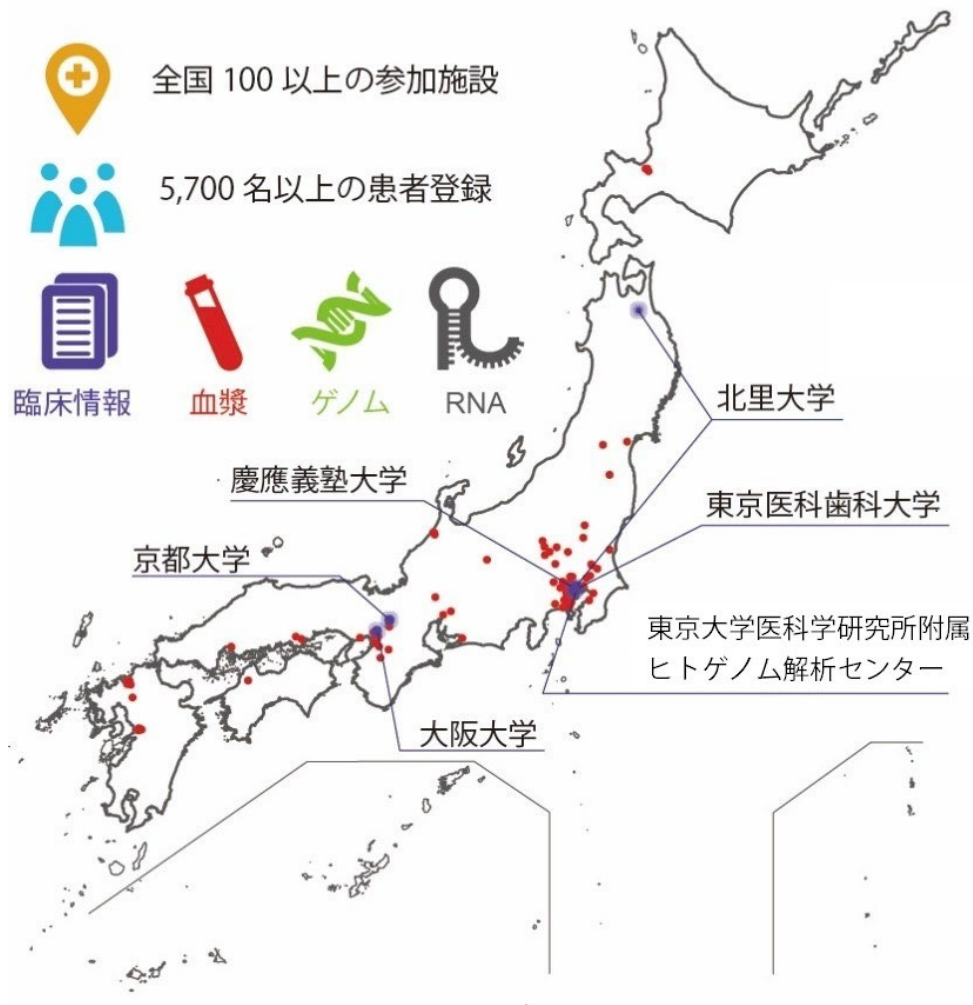 全国 100 以上の参加施設
5,700 名以上の患者登録
臨床情報
血漿
ゲノム
RNA
北里大学
慶應義塾大学
東京医科歯科大学
京都大学
東京大学医科学研究所附属
ヒトゲノム解析センター
大阪大学